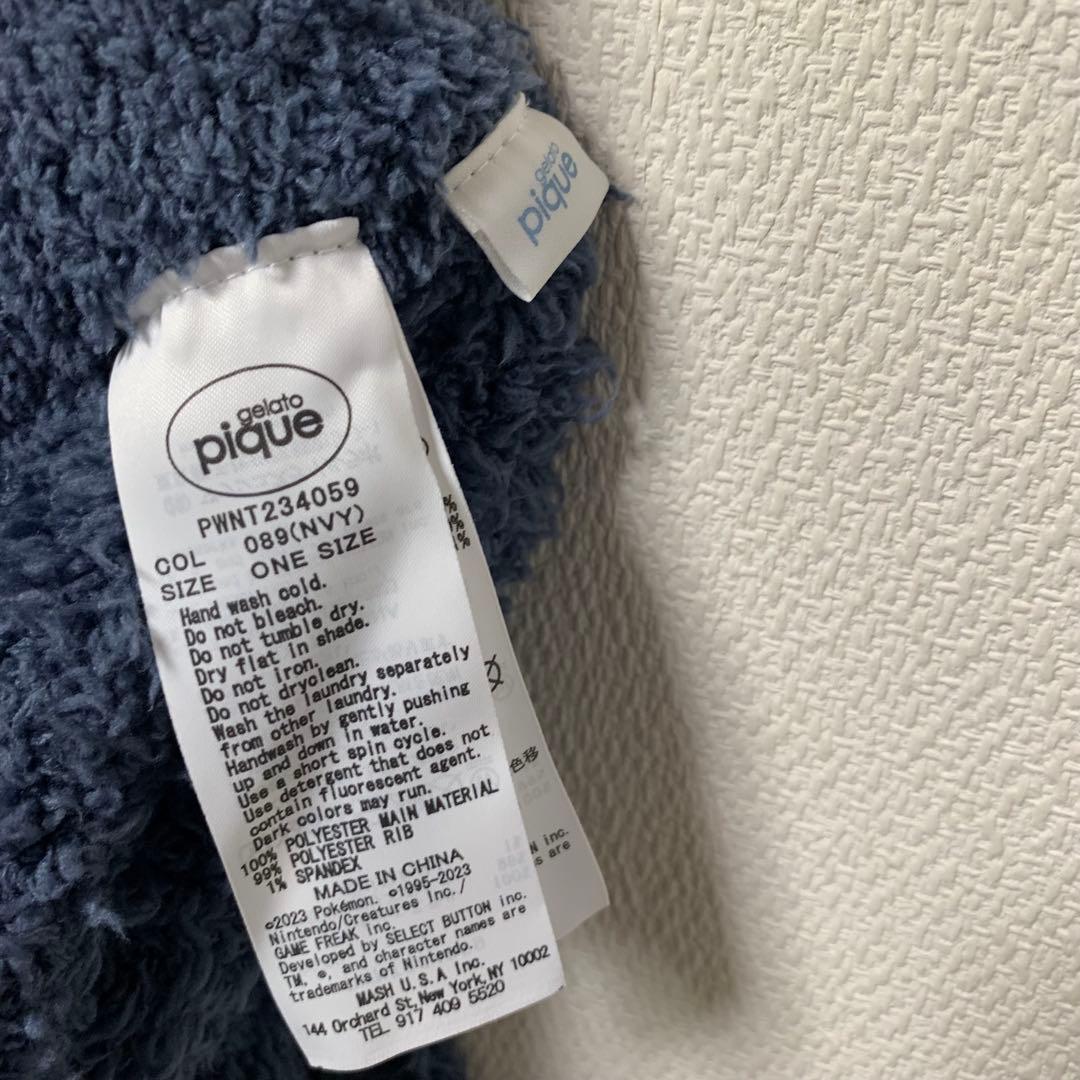 gelato
pique
gelato
pique
PWNT234059
COL 089(NVY)
SIZE ONE SIZE
Hand wash cold.
Do not bleach.
Do not tumble dry.
Dry flat in shade.
Do not iron.
Do not dryclean.
Wash the laundry separately
from other laundry.
Handwash by gently pushing
up and down in water.
Use a short spin cycle.
Use detergent that does not
contain fluorescent agent.
Dark colors may run.
100% POLYESTER MAIN MATERIAL
99% POLYESTER RIB
1% SPANDEX
MADE IN CHINA
©2023 Pokémon. ©1995-2023
Nintendo/Creatures Inc./
GAME FREAK inc.
Developed by SELECT BUTTON inc.
TM, ®, and character names are
trademarks of Nintendo.
MASH U.S.A Inc.
144 Orchard St,New York,NY 10002
TEL 917 409 5520
%
%
1%
色移
inc.
are